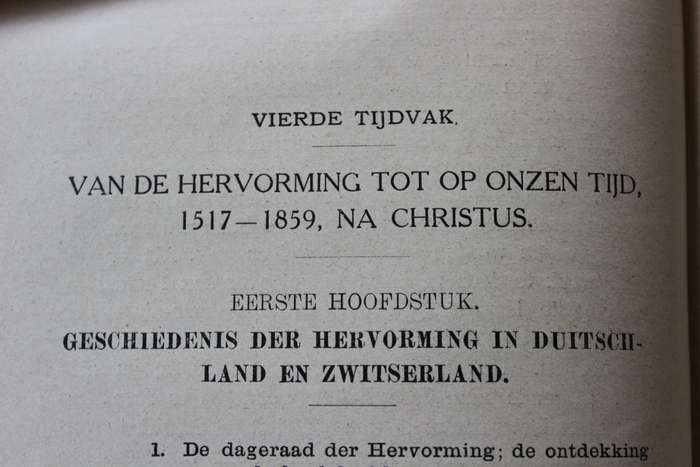 VIERDE TIJDVAK.
VAN DE HERVORMING TOT OP ONZEN TIJD,
1517—1859, NA CHRISTUS.
EERSTE HOOFDSTUK.
GESCHIEDENIS DER HERVORMING IN DUITSCH-
LAND EN ZWITSERLAND.
1. De dageraad der Hervorming; de ontdekking